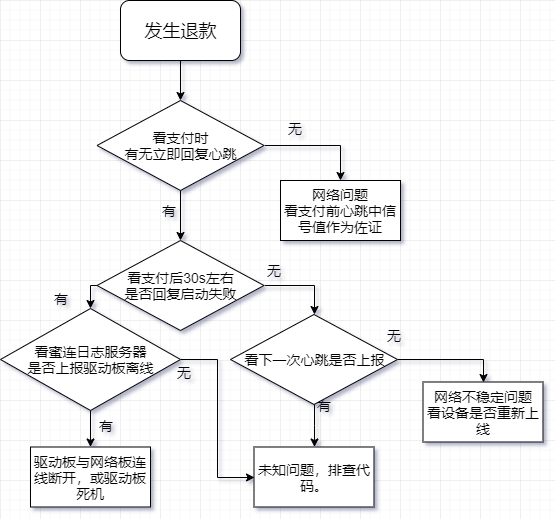 发生退款
看支付时
有无立即回复心跳
无
网络问题
看支付前心跳中信
号值作为佐证
有
看支付后30s左右
是否回复启动失败
无
有
看蜜连日志服务器
是否上报驱动板离线
无
看下一次心跳是否上报
无
网络不稳定问题
看设备是否重新上
线
有
有
驱动板与网络板连
线断开，或驱动板
死机
未知问题，排查代
码。